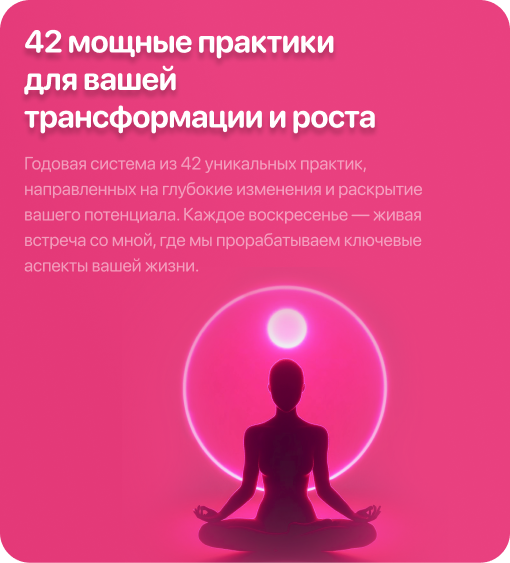 42 мощные практики
для вашей
трансформации и роста
Годовая система из 42 уникальных практик,
направленных на глубокие изменения и раскрытие
вашего потенциала. Каждое воскресенье — живая
встреча со мной, где мы прорабатываем ключевые
аспекты вашей жизни.